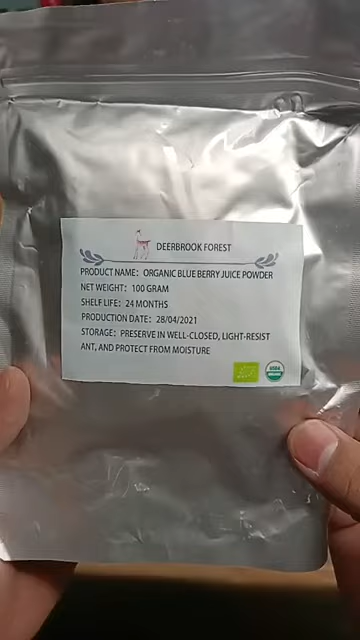 DEERBROOK FOREST
PRODUCT NAME: ORGANIC BLUE BERRY JUICE POWDER
NET WEIGHT: 100 GRAM
SHELF LIFE: 24 MONTHS
PRODUCTION DATE: 28/04/2021
STORAGE: PRESERVE IN WELL-CLOSED, LIGHT-RESIST
ANT, AND PROTECT FROM MOISTURE
USDA
ORGANIC